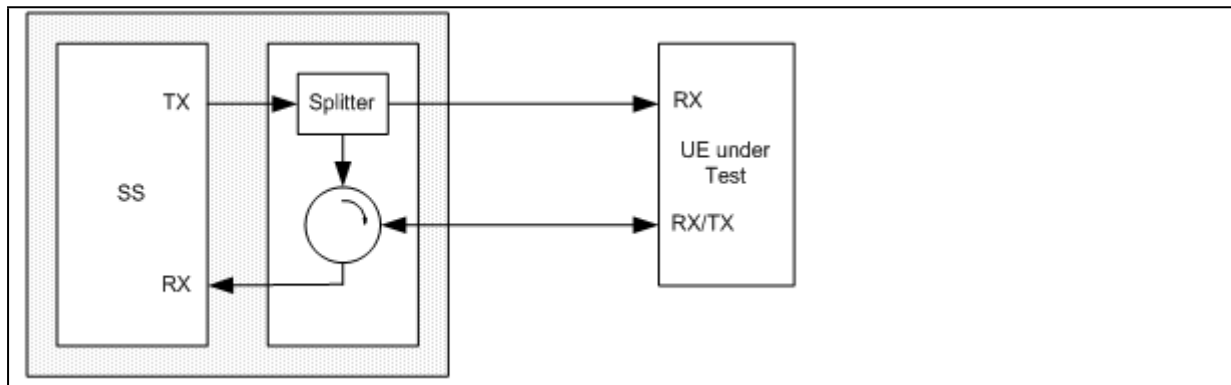 TX
Splitter
RX
UE under
Test
SS
RX/TX
RX